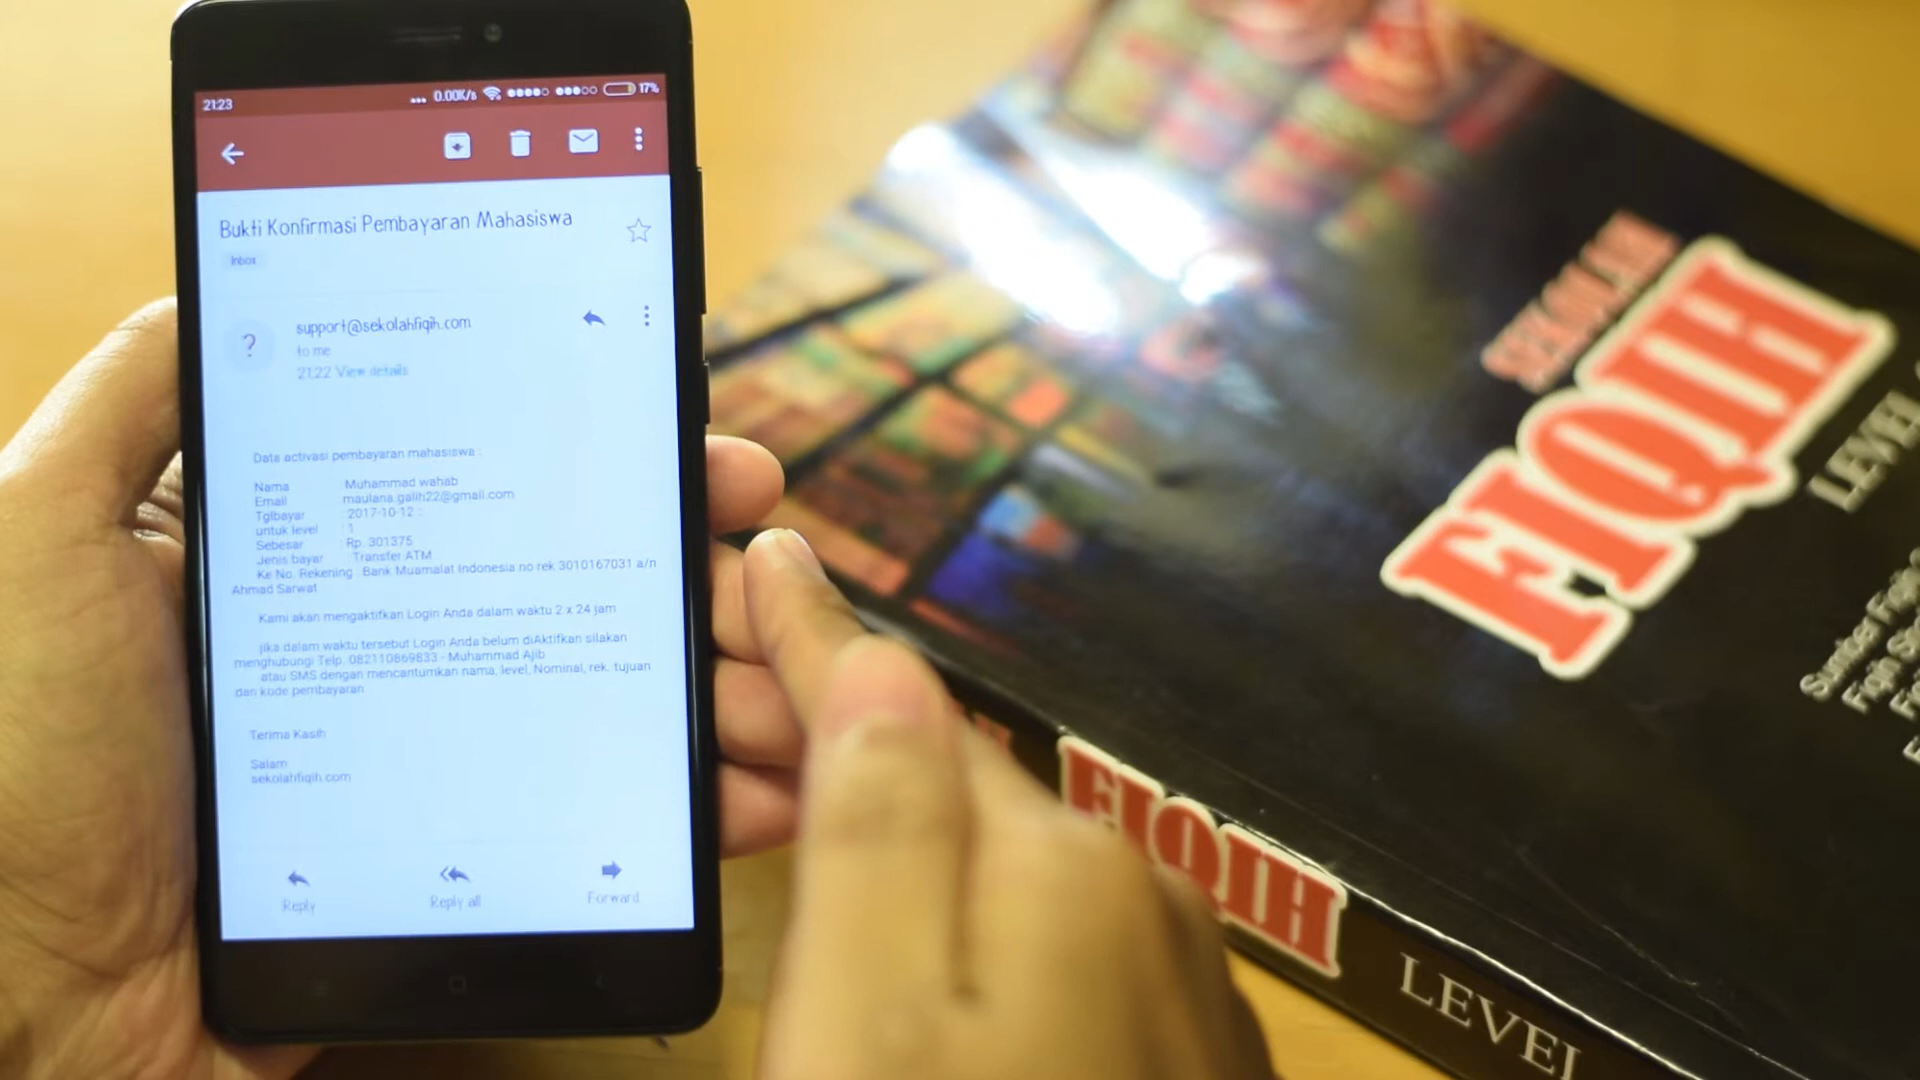 21:23
0.00K/s
17%
Bukti Konfirmasi Pembayaran Mahasiswa
Inbox
?
support@sekolahfiqih.com
to me
21:22 View details
Data activasi pembayaran mahasiswa :
Nama Muhammad wahab
Email maulana.galih22@gmail.com
Tglbayar : 2017-10-12 :
untuk level : 1
Sebesar : Rp. 301375
Jenis bayar Transfer ATM
Ke No. Rekening : Bank Muamalat Indonesia no rek 3010167031 a/n
Ahmad Sarwat
Kami akan mengaktifkan Login Anda dalam waktu 2 x 24 jam
jika dalam waktu tersebut Login Anda belum diAktifkan silakan
menghubungi Telp. 082110869833 - Muhammad Ajib
atau SMS dengan mencantumkan nama, level, Nominal, rek. tujuan
dan kode pembayaran
Terima Kasih
Salam
sekolahfiqih.com
Reply
Reply all
Forward
SEKOLAH
FIQIH
LEVEL
Sumber Fiqih
Fiqih
FIQIH
LEVEL